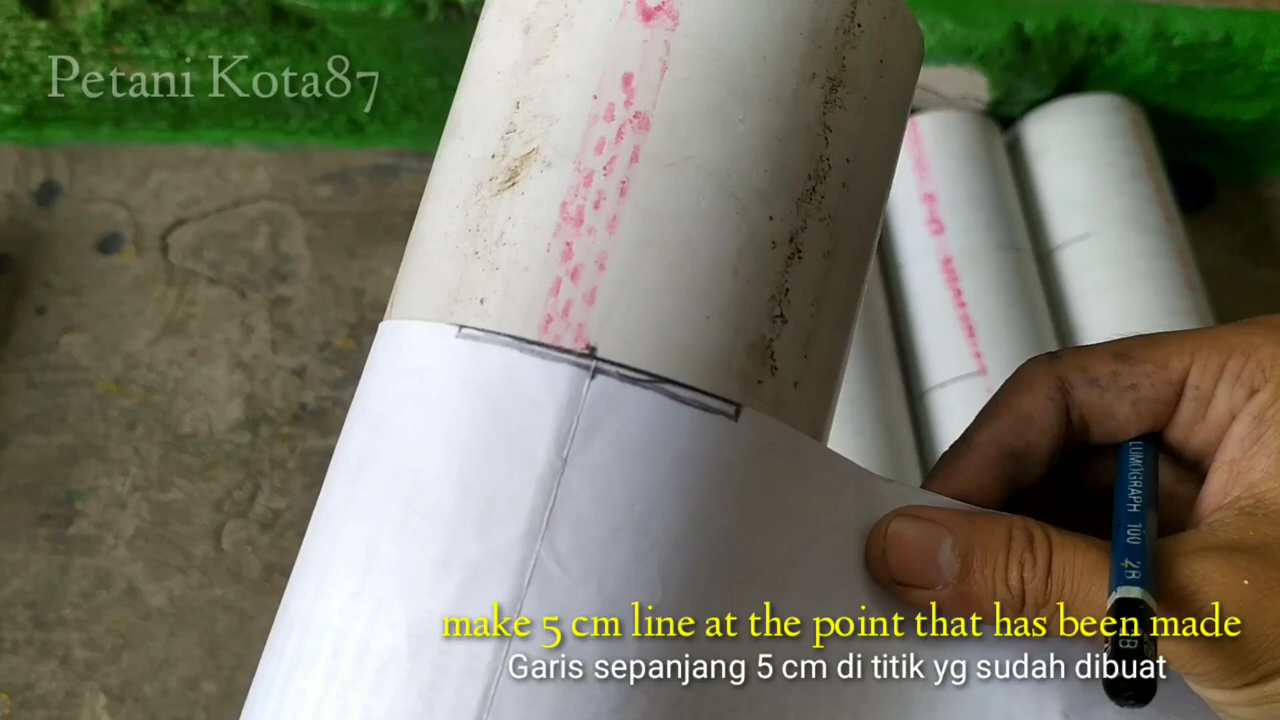 Petani Kota87
LUMOGRAPH 100
make 5 cm line at the point that has been made
Garis sepanjang 5 cm di titik yg sudah dibuat